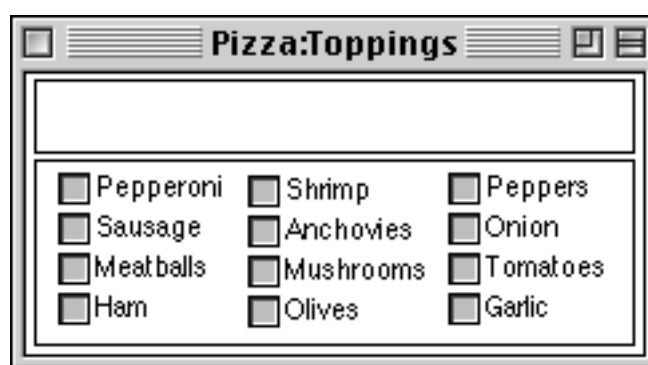 Pizza:Toppings
Pepperoni Shrimp Peppers
Sausage Anchovies Onion
Meatballs Mushrooms Tomatoes
Ham Olives Garlic